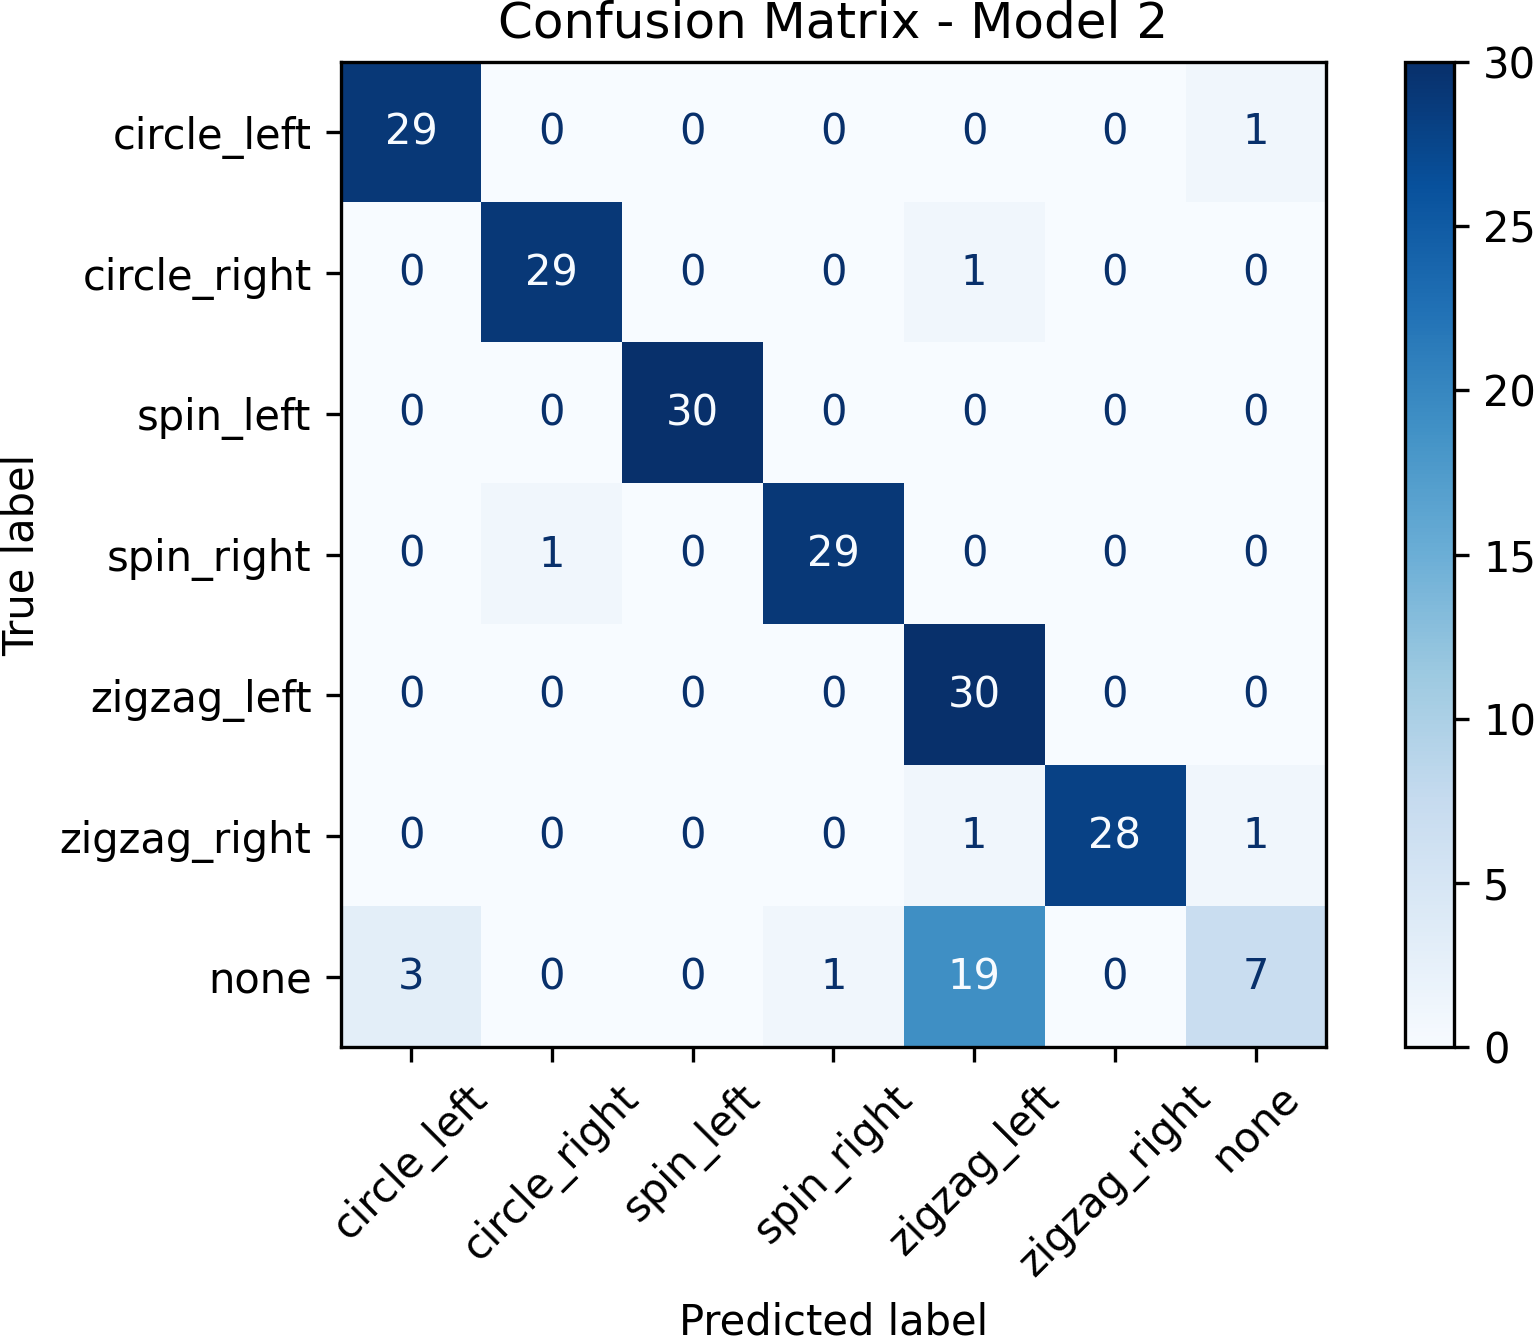 Confusion Matrix - Model 2
circle_left 29 0 0 0 0 0 1
circle_right 0 29 0 0 1 0 0
spin_left 0 0 30 0 0 0 0
spin_right 0 1 0 29 0 0 0
zigzag_left 0 0 0 0 30 0 0
zigzag_right 0 0 0 0 1 28 1
none 3 0 0 1 19 0 7
True label
circle_left circle_right spin_left spin_right zigzag_left zigzag_right none
Predicted label
30
25
20
15
10
5
0